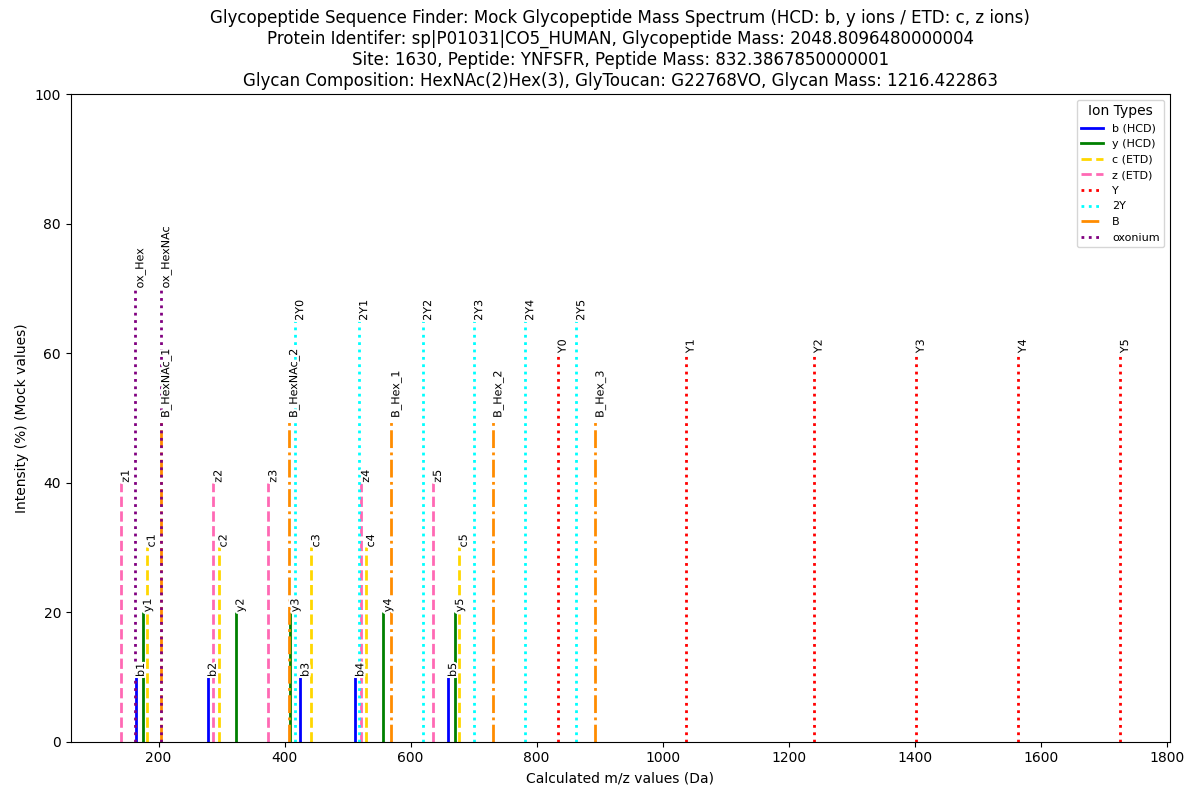 Glycopeptide Sequence Finder: Mock Glycopeptide Mass Spectrum (HCD: b, y ions / ETD: c, z ions)
Protein Identifer: sp|P01031|CO5_HUMAN, Glycopeptide Mass: 2048.8096480000004
Site: 1630, Peptide: YNFSFR, Peptide Mass: 832.3867850000001
Glycan Composition: HexNAc(2)Hex(3), GlyToucan: G22768VO, Glycan Mass: 1216.422863
100
80
60
40
20
0
Intensity (%) (Mock values)
Ion Types
b (HCD)
y (HCD)
c (ETD)
z (ETD)
Y
2Y
B
oxonium
ox_Hex
ox_HexNAc
2Y0
2Y1
2Y2
2Y3
2Y4
2Y5
Y0
Y1
Y2
Y3
Y4
Y5
B_HexNAc_1
B_HexNAc_2
B_Hex_1
B_Hex_2
B_Hex_3
z1
z2
z3
z4
z5
c1
c2
c3
c4
c5
y1
y2
y3
y4
y5
b1
b2
b3
b4
b5
200
400
600
800
1000
1200
1400
1600
1800
Calculated m/z values (Da)